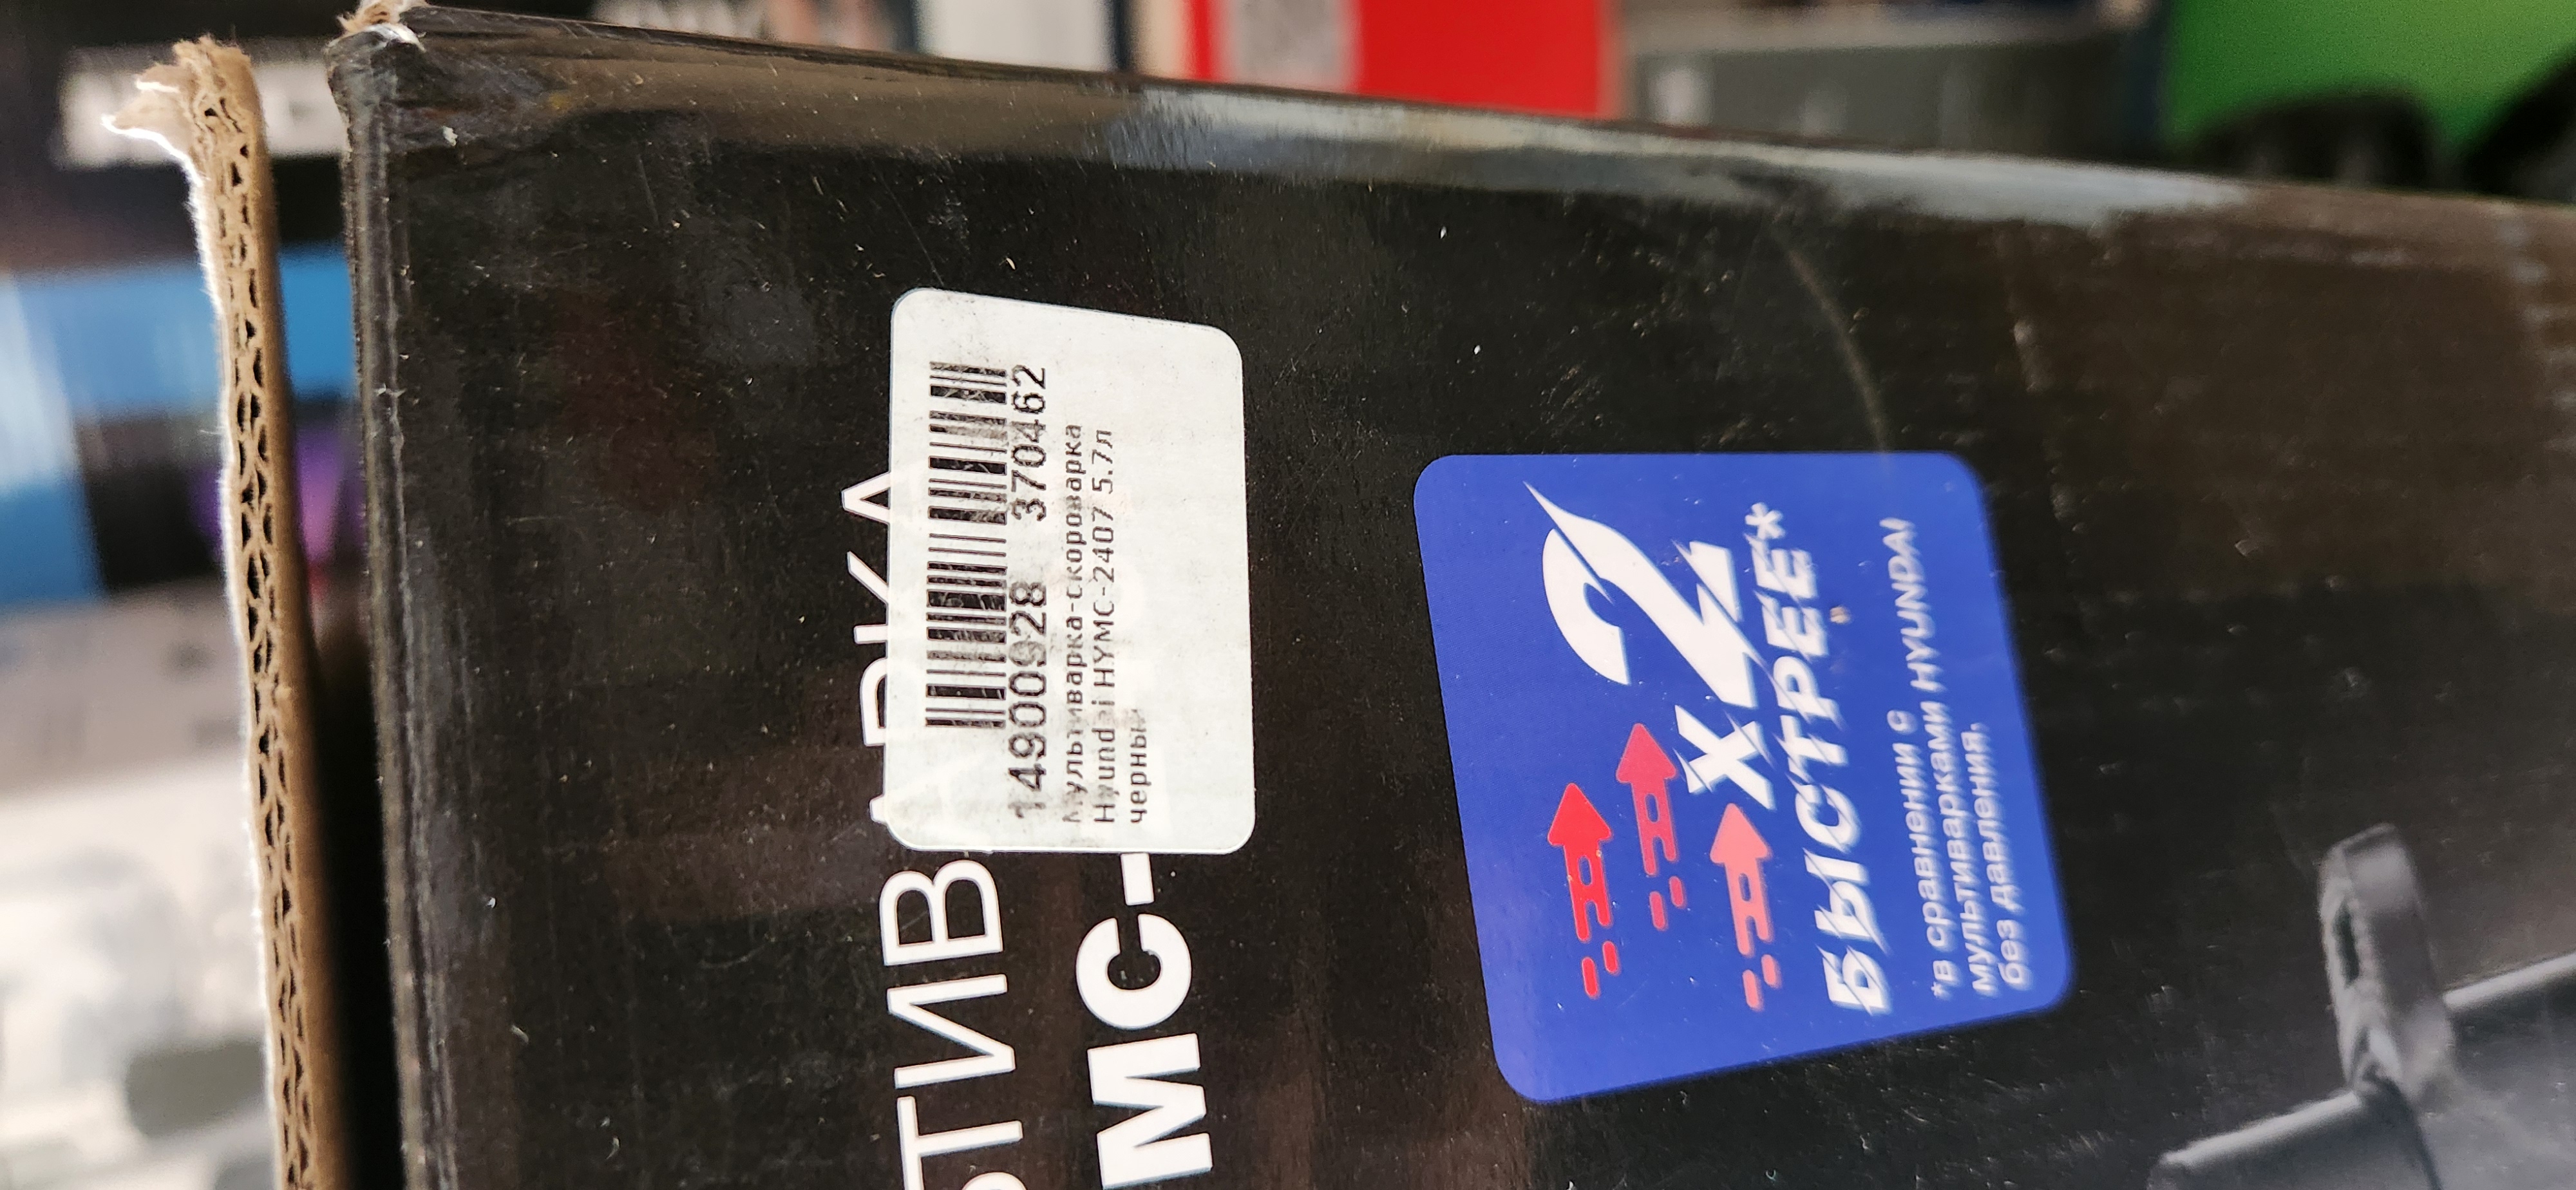 14900928 370462
Мультиварка-скороварка
Hyundai HYMC-2407 5.7л
черный
x2
БЫСТРЕЕ*
*в сравнении с
мультиварками HYUNDAI
без давления.
МС-